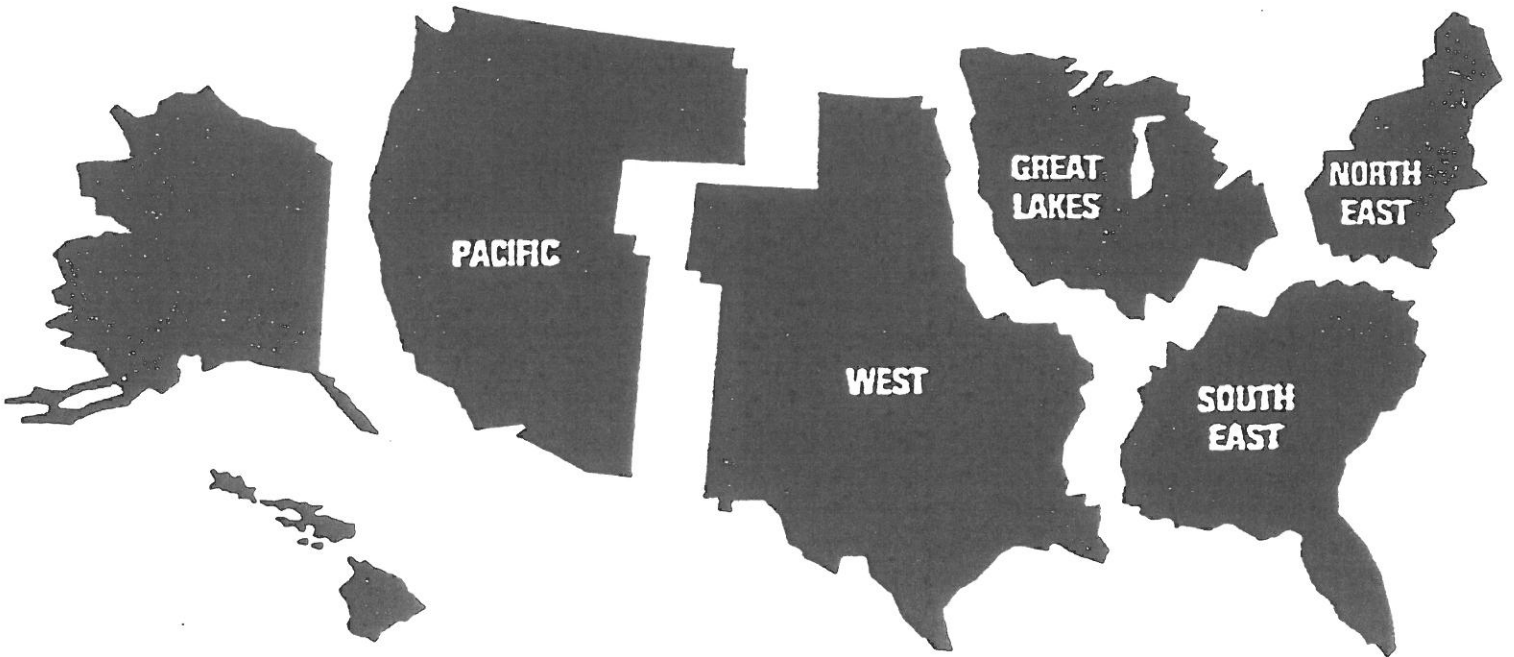 PACIFIC
WEST
GREAT
LAKES
NORTH
EAST
SOUTH
EAST